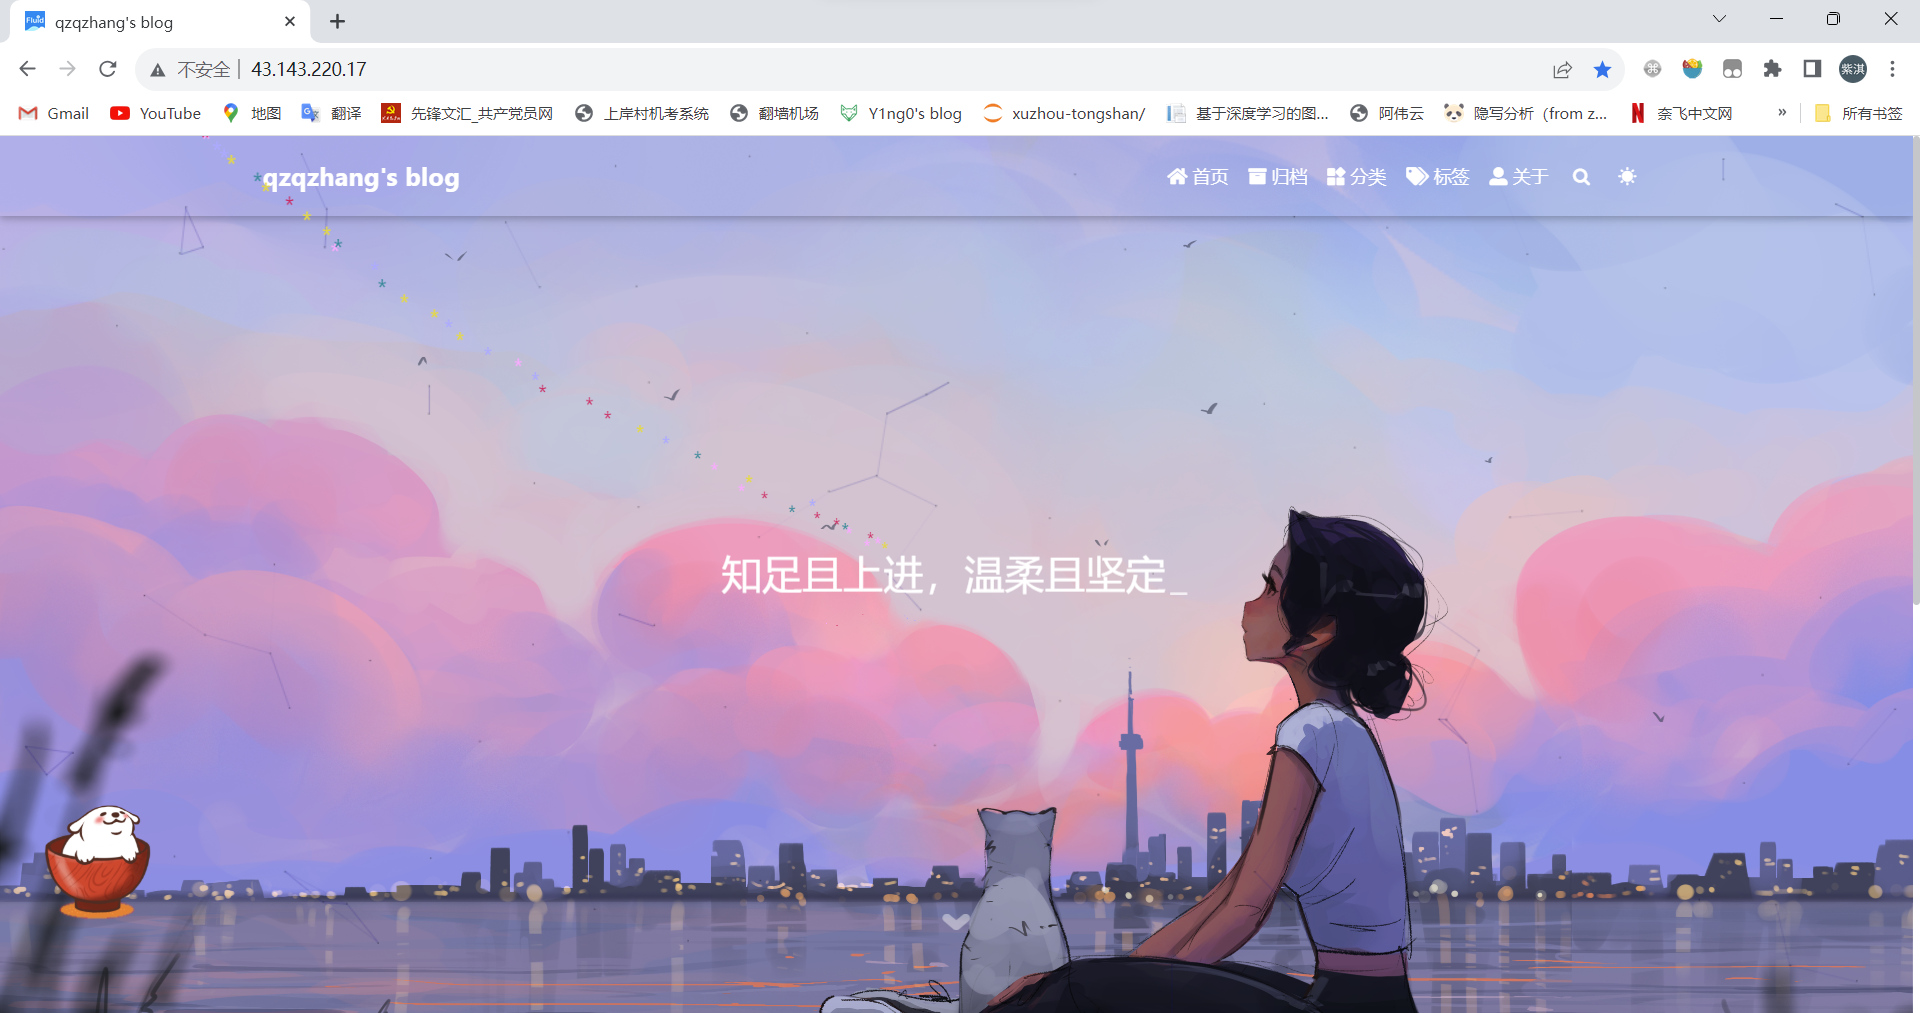 qzqzhang's blog
不安全 43.143.220.17
紫淇
Gmail YouTube 地图 翻译 先锋文汇_共产党员网 上岸村机考系统 翻墙机场 Y1ng0's blog xuzhou-tongshan/ 基于深度学习的图... 阿伟云 隐写分析（from z... 奈飞中文网 » 所有书签
qzqzhang's blog 首页 归档 分类 标签 关于
知足且上进，温柔且坚定_